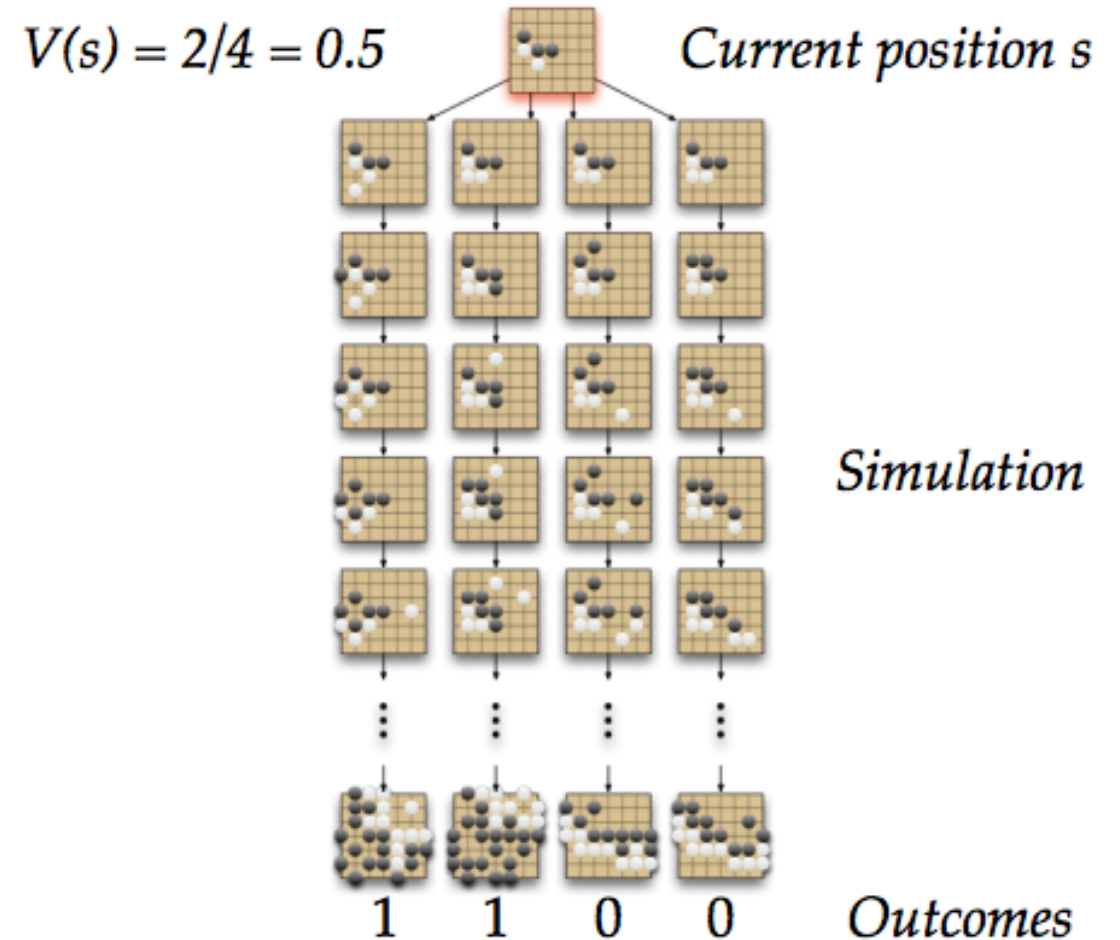 V(s) = 2/4 = 0.5
Current position s
Simulation
1 1 0 0
Outcomes